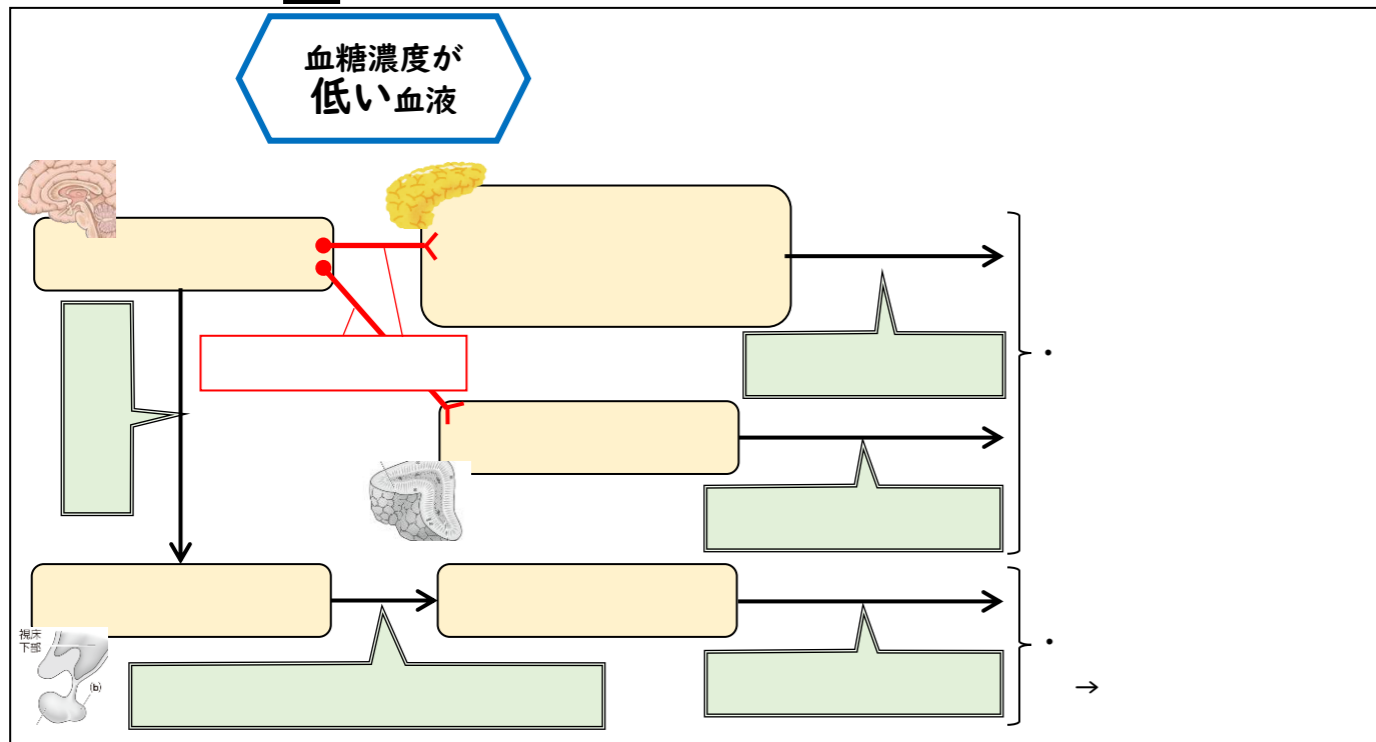 血糖濃度が
低い血液
・
視床
下部
(b)
・
→